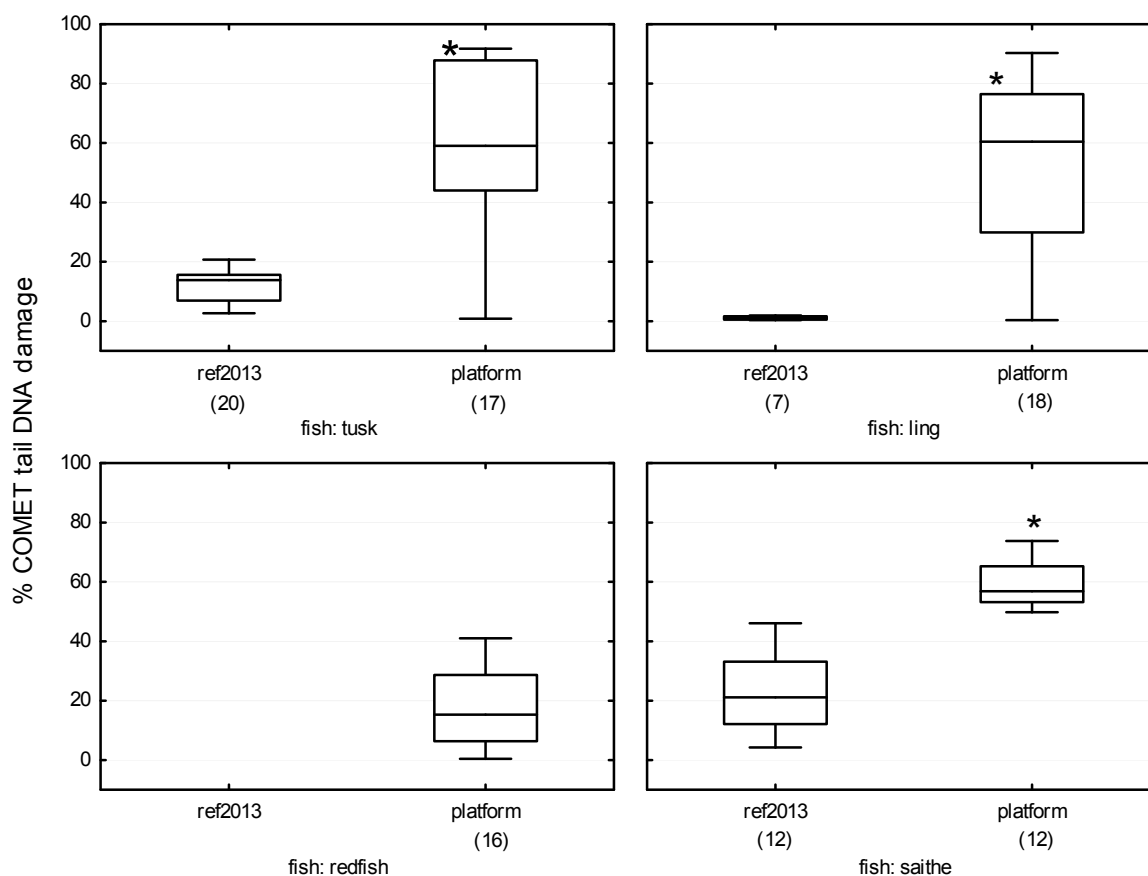 % COMET tail DNA damage
100
80
60
40
20
0
*
*
ref2013 platform
(20) (17)
fish: tusk
ref2013 platform
(7) (18)
fish: ling
100
80
60
40
20
0
*
ref2013 platform
(16)
fish: redfish
ref2013 platform
(12) (12)
fish: saithe